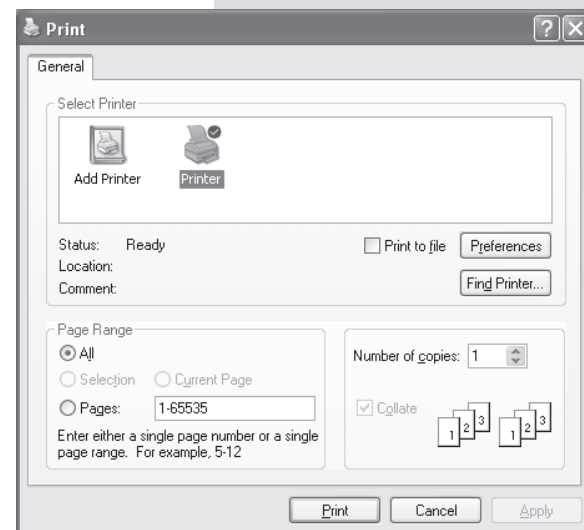 Print
General
Select Printer
Add Printer Printer
Status: Ready
Location:
Comment:
Print to file Preferences
Find Printer...
Page Range
All
Selection Current Page
Pages: 1-65535
Enter either a single page number or a single
page range. For example, 5-12
Number of copies: 1
Collate
1 2 3 1 2 3
Print Cancel Apply